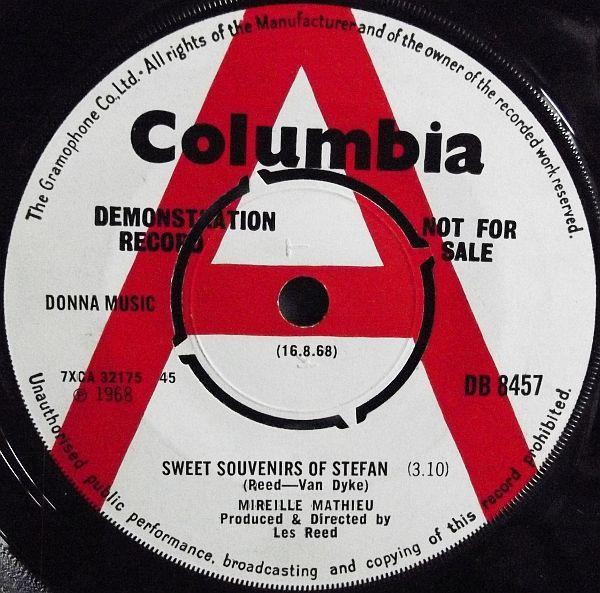 The Gramophone Co. Ltd. · All rights of the Manufacturer and of the owner of the recorded work reserved.
Columbia
DEMONSTRATION
RECORD
NOT FOR
SALE
A
DONNA MUSIC
(16.8.68)
7XCA 32175 45
℗ 1968
DB 8457
SWEET SOUVENIRS OF STEFAN (3.10)
(Reed—Van Dyke)
MIREILLE MATHIEU
Produced & Directed by
Les Reed
Unauthorised public performance, broadcasting and copying of this record prohibited.